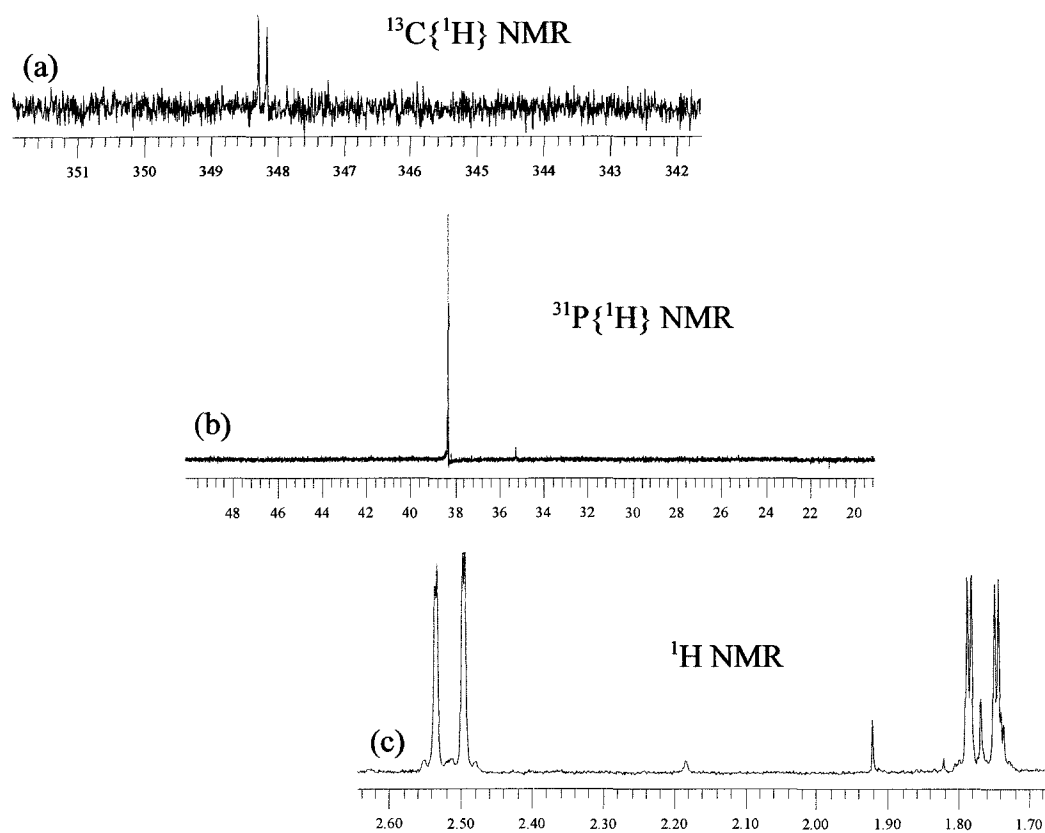 ¹³C{¹H} NMR
(a)
351 350 349 348 347 346 345 344 343 342
³¹P{¹H} NMR
(b)
48 46 44 42 40 38 36 34 32 30 28 26 24 22 20
¹H NMR
(c)
2.60 2.50 2.40 2.30 2.20 2.10 2.00 1.90 1.80 1.70